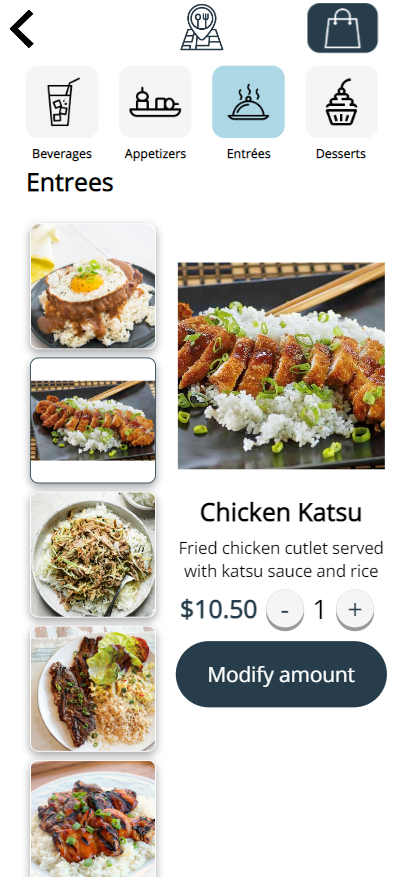 Beverages
Appetizers
Entrées
Desserts
Entrees
Chicken Katsu
Fried chicken cutlet served
with katsu sauce and rice
$10.50 - 1 +
Modify amount